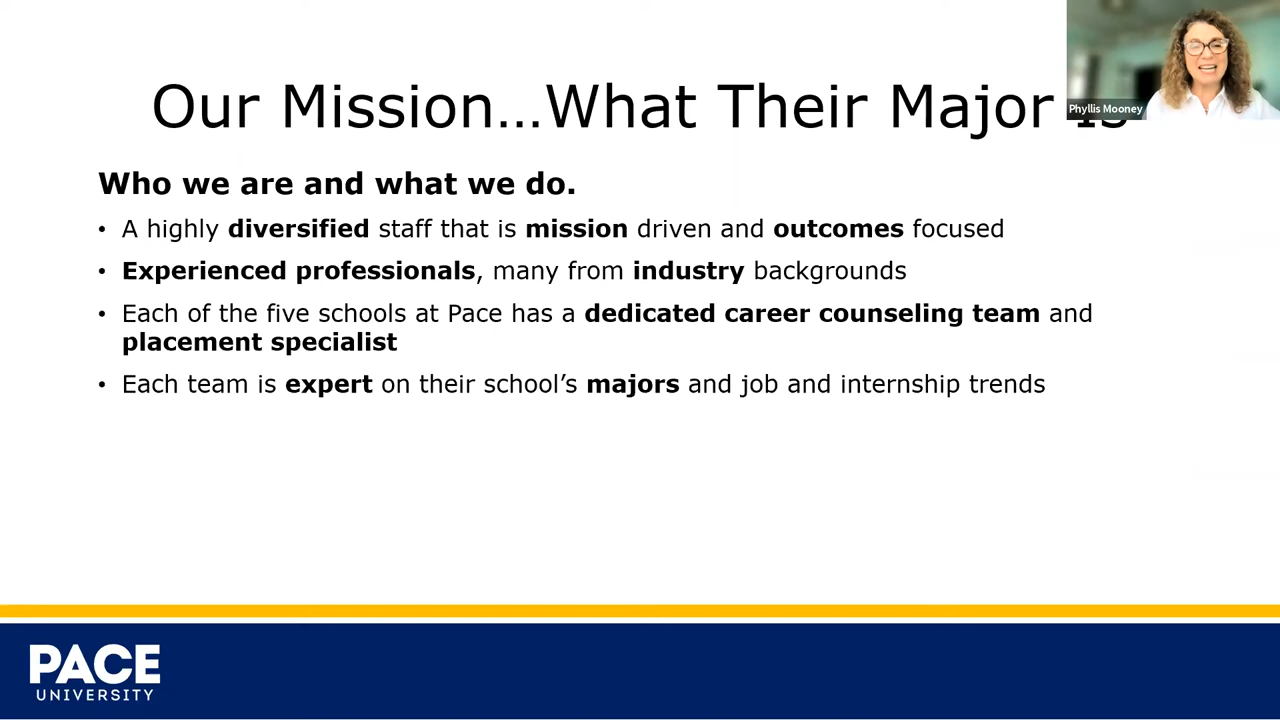 Our Mission...What Their Major Is
Phyllis Mooney
Who we are and what we do.
• A highly diversified staff that is mission driven and outcomes focused
• Experienced professionals, many from industry backgrounds
• Each of the five schools at Pace has a dedicated career counseling team and
placement specialist
• Each team is expert on their school’s majors and job and internship trends
PACE
UNIVERSITY